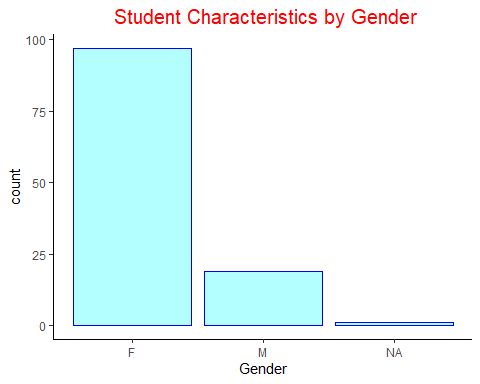 Student Characteristics by Gender
100
75
50
25
0
count
F M NA
Gender